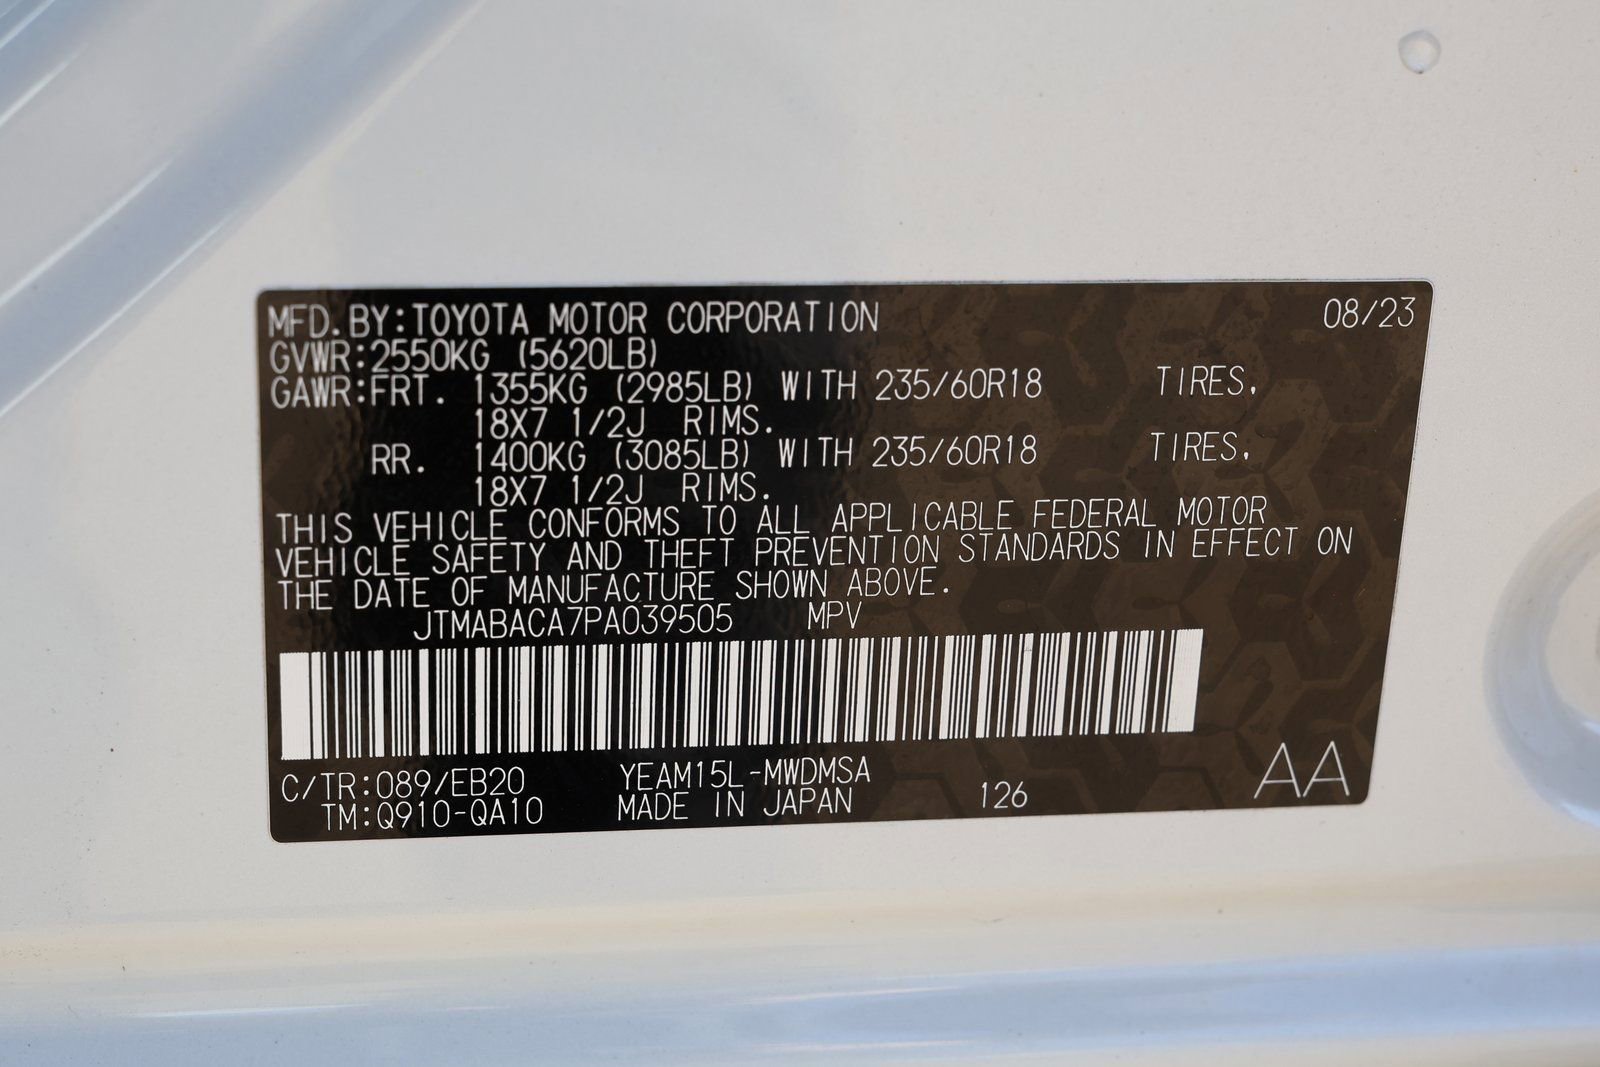 MFD.BY:TOYOTA MOTOR CORPORATION 08/23
GVWR:2550KG (5620LB)
GAWR:FRT. 1355KG (2985LB) WITH 235/60R18 TIRES,
18X7 1/2J RIMS.
RR. 1400KG (3085LB) WITH 235/60R18 TIRES,
18X7 1/2J RIMS.
THIS VEHICLE CONFORMS TO ALL APPLICABLE FEDERAL MOTOR
VEHICLE SAFETY AND THEFT PREVENTION STANDARDS IN EFFECT ON
THE DATE OF MANUFACTURE SHOWN ABOVE.
JTMABACA7PA039505 MPV
C/TR:089/EB20 YEAM15L-MWDMSA
TM:Q910-QA10 MADE IN JAPAN 126 AA